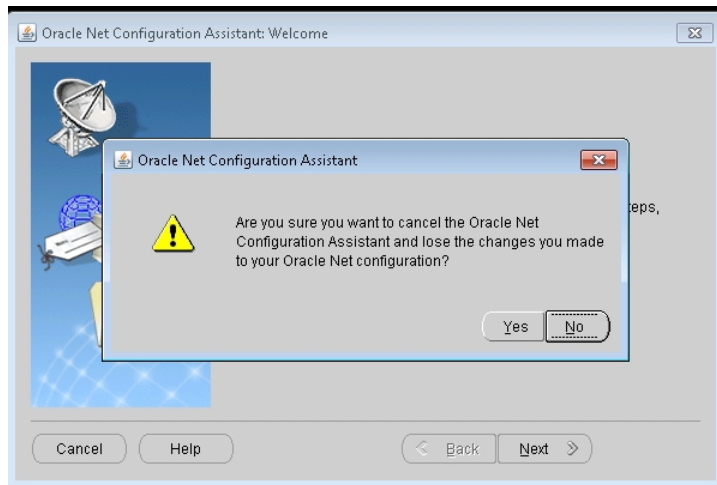 Oracle Net Configuration Assistant: Welcome
Oracle Net Configuration Assistant
Are you sure you want to cancel the Oracle Net
Configuration Assistant and lose the changes you made
to your Oracle Net configuration?
Yes No
Cancel Help Back Next